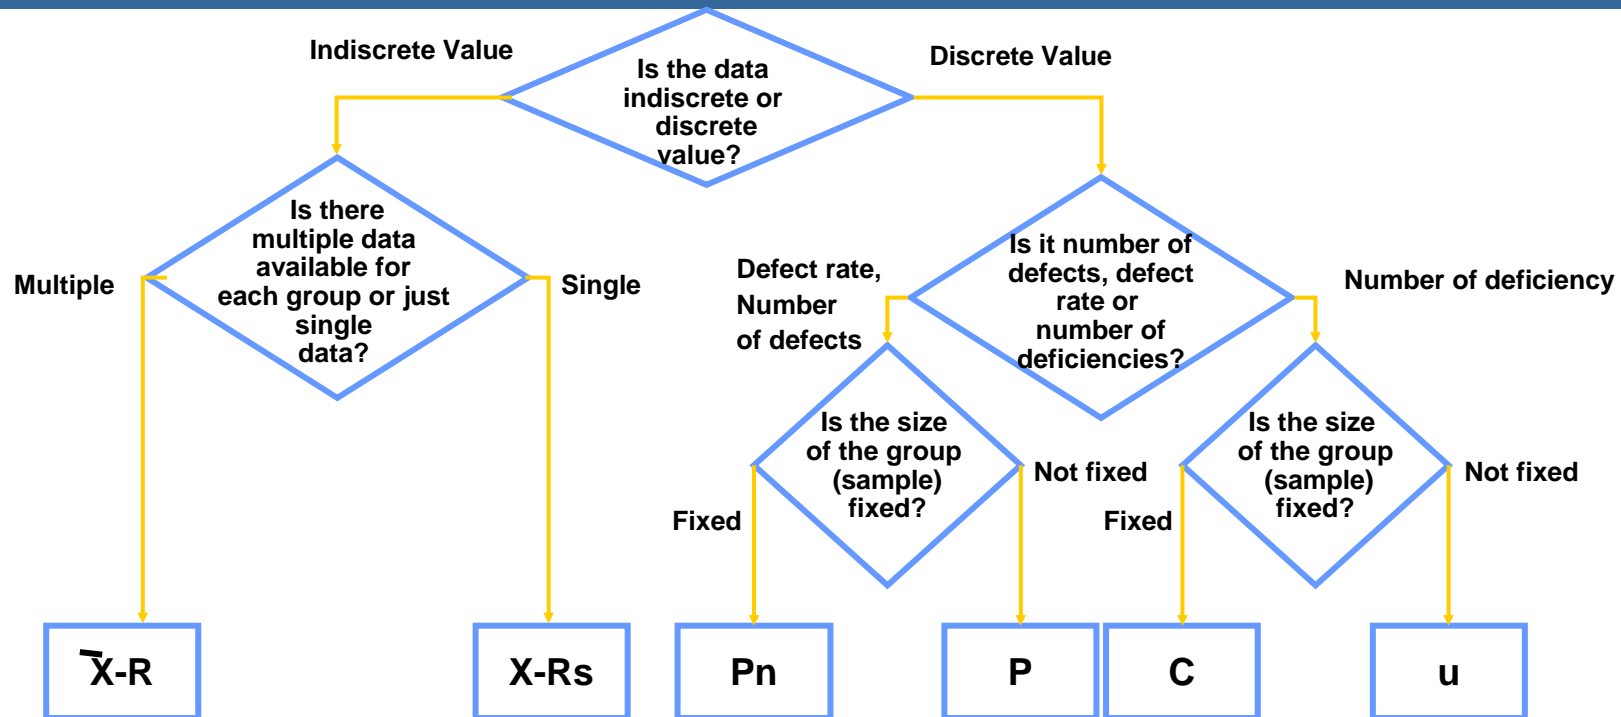 Indiscrete Value
Is the data
indiscrete or
discrete
value?
Discrete Value
Is there
multiple data
available for
each group or just
single
data?
Multiple
Single
Is it number of
defects, defect
rate or
number of
deficiencies?
Defect rate,
Number
of defects
Number of deficiency
Is the size
of the group
(sample)
fixed?
Fixed
Not fixed
Is the size
of the group
(sample)
fixed?
Fixed
Not fixed
X̅-R
X-Rs
Pn
P
C
u